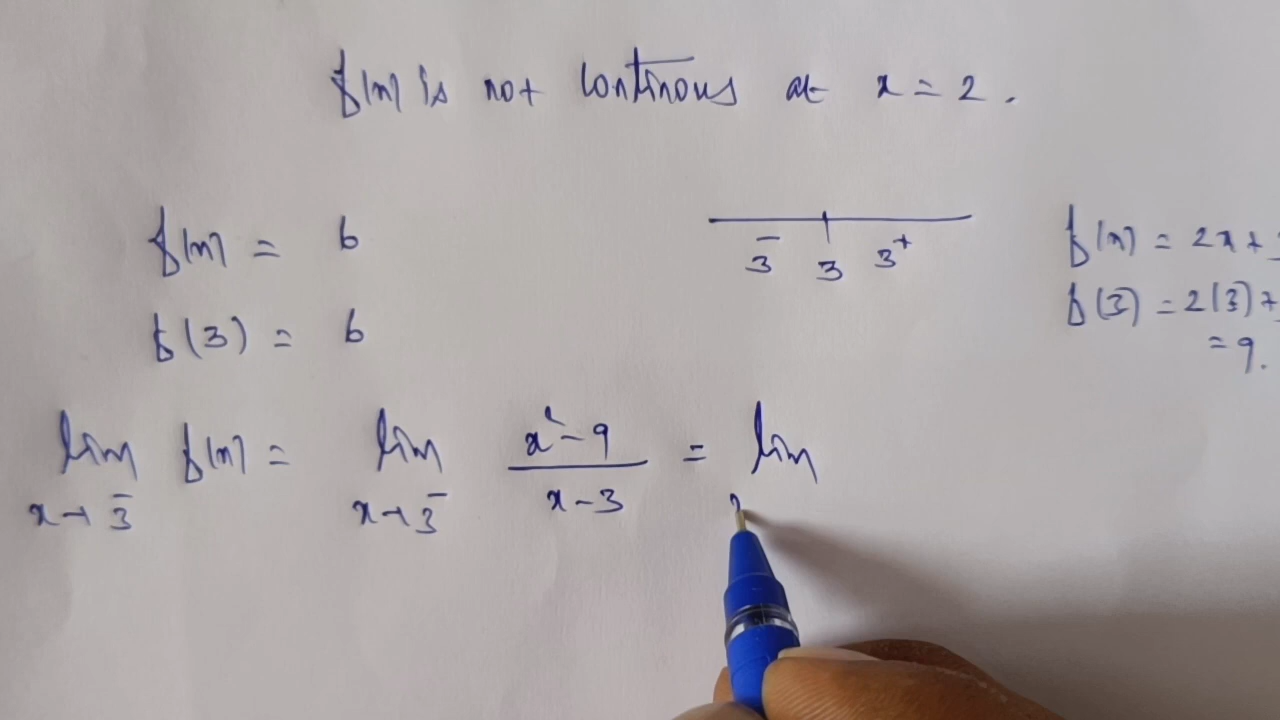 f(x) is not continous at x = 2 .
f(x) = 6
3⁻ 3 3⁺
f(x) = 2x +
f(3) = 6
f(3) = 2(3) +
= 9.
lim x→3⁻ f(x) = lim x→3⁻ (x² - 9)/(x - 3) = lim